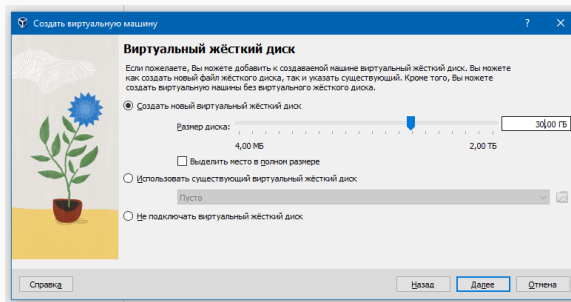 Создать виртуальную машину
Виртуальный жёсткий диск
Если пожелаете, Вы можете добавить к создаваемой машине виртуальный жёсткий диск. Вы можете
как создать новый файл жёсткого диска, так и указать существующий. Кроме того, Вы можете
создать виртуальную машину без виртуального жёсткого диска.
Создать новый виртуальный жёсткий диск
Размер диска: 30,00 ГБ
4,00 МБ 2,00 ТБ
Выделить место в полном размере
Использовать существующий виртуальный жёсткий диск
Пусто
Не подключать виртуальный жёсткий диск
Справка Назад Далее Отмена